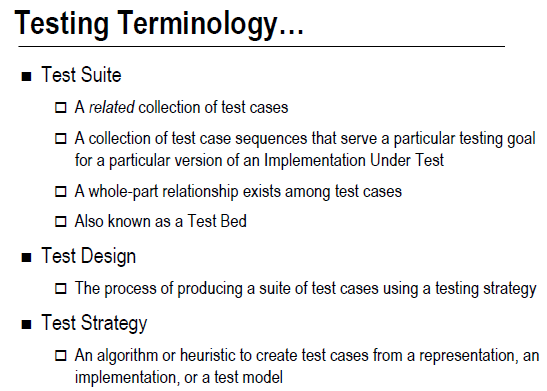 Testing Terminology…
Test Suite
A related collection of test cases
A collection of test case sequences that serve a particular testing goal
for a particular version of an Implementation Under Test
A whole-part relationship exists among test cases
Also known as a Test Bed
Test Design
The process of producing a suite of test cases using a testing strategy
Test Strategy
An algorithm or heuristic to create test cases from a representation, an
implementation, or a test model